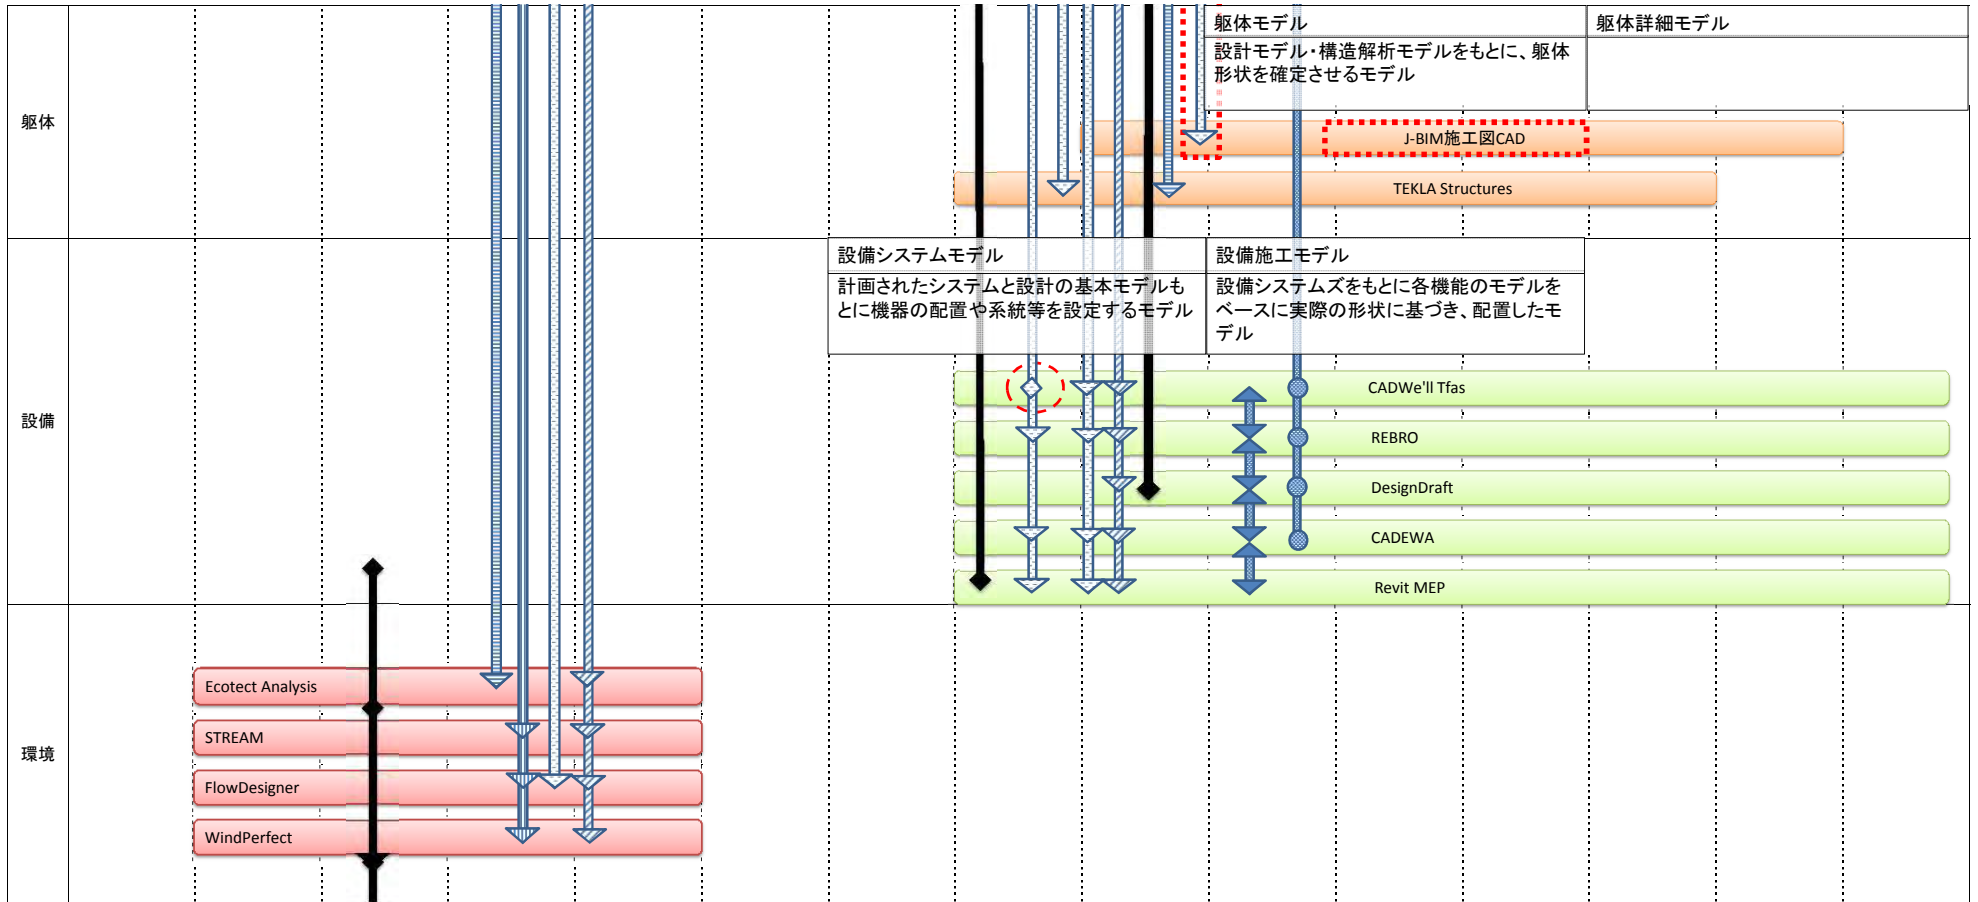 躯体
躯体モデル
設計モデル・構造解析モデルをもとに、躯体
形状を確定させるモデル
躯体詳細モデル
J-BIM施工図CAD
TEKLA Structures
設備
設備システムモデル
計画されたシステムと設計の基本モデルも
とに機器の配置や系統等を設定するモデル
設備施工モデル
設備システムズをもとに各機能のモデルを
ベースに実際の形状に基づき、配置したモ
デル
CADWe'll Tfas
REBRO
DesignDraft
CADEWA
Revit MEP
環境
Ecotect Analysis
STREAM
FlowDesigner
WindPerfect